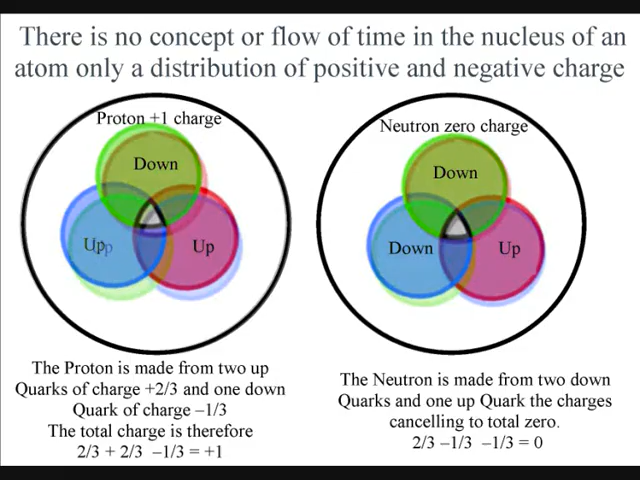 There is no concept or flow of time in the nucleus of an
atom only a distribution of positive and negative charge
Proton +1 charge
Down
Up
Up
The Proton is made from two up
Quarks of charge +2/3 and one down
Quark of charge –1/3
The total charge is therefore
2/3 + 2/3 –1/3 = +1
Neutron zero charge
Down
Down
Up
The Neutron is made from two down
Quarks and one up Quark the charges
cancelling to total zero.
2/3 –1/3 –1/3 = 0